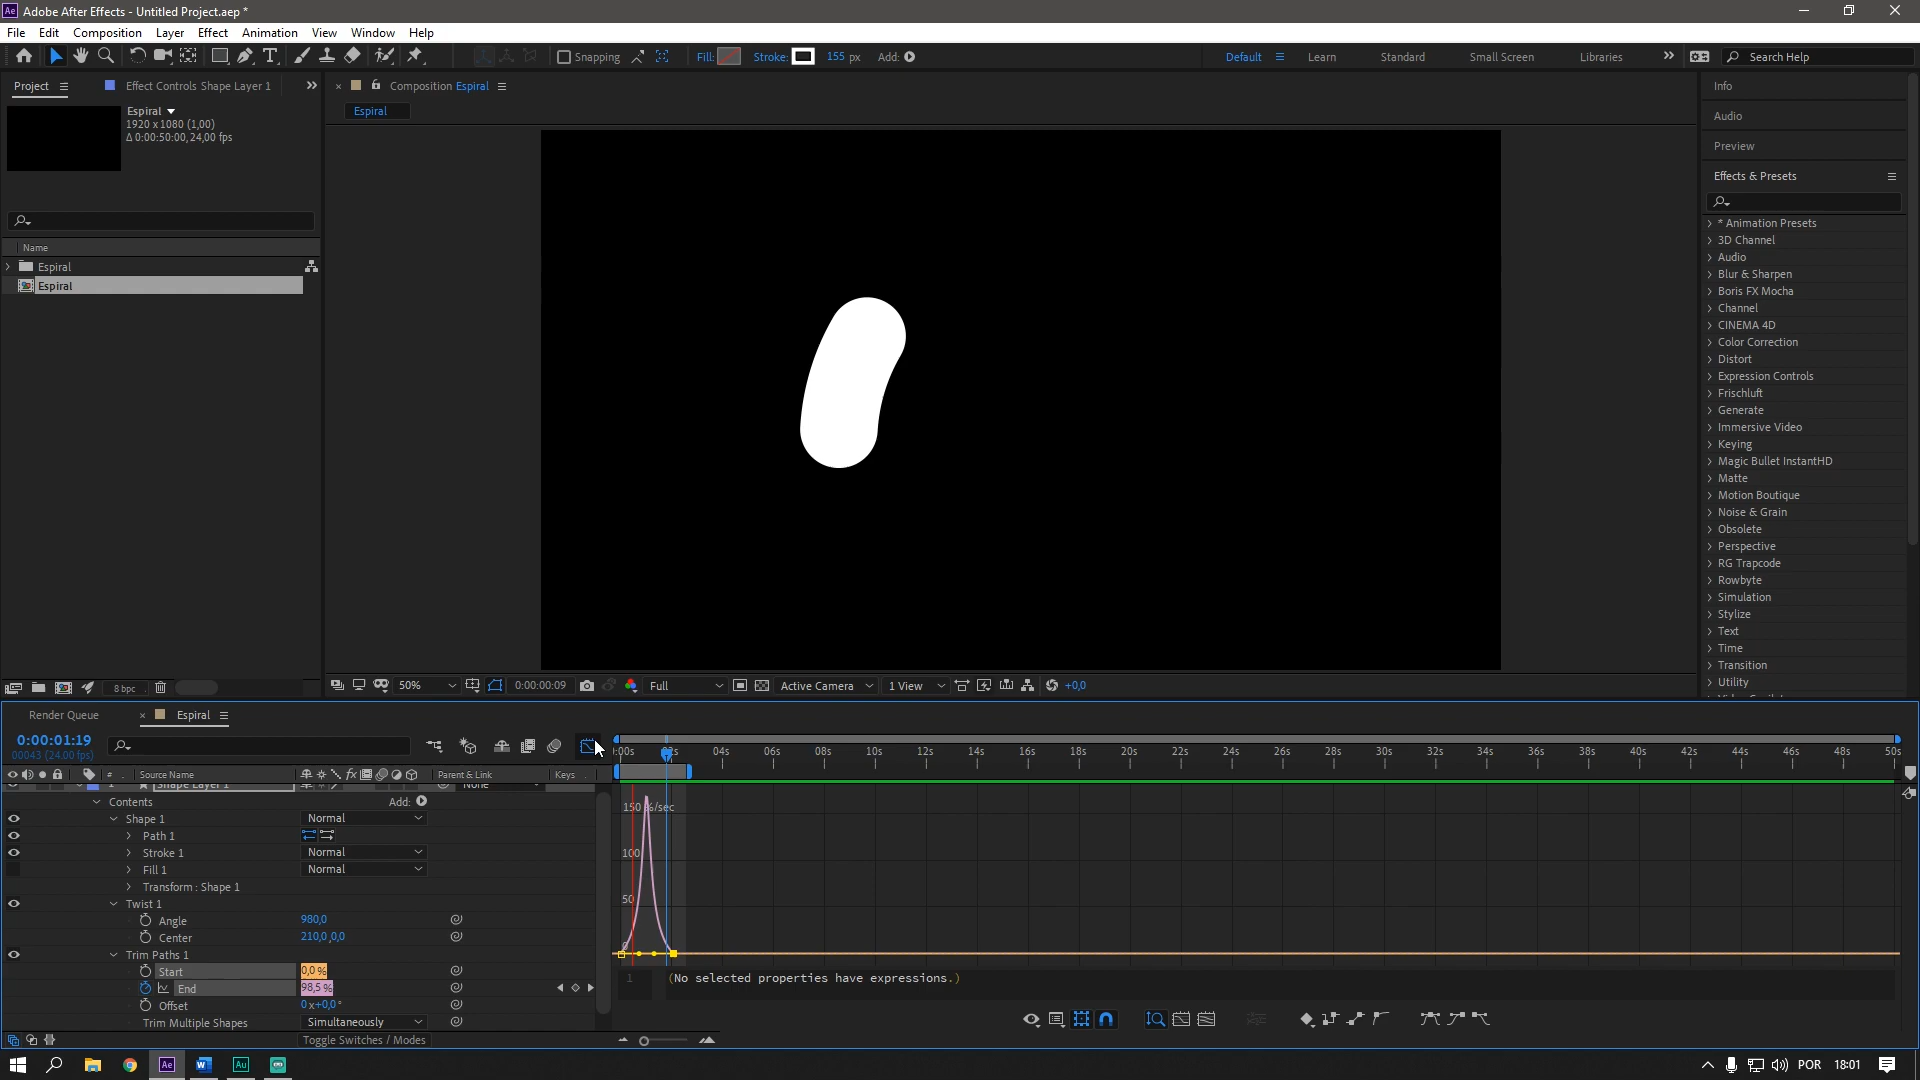 Adobe After Effects - Untitled Project.aep *
File Edit Composition Layer Effect Animation View Window Help
Snapping Fill: Stroke: 155 px Add: Default Learn Standard Small Screen Libraries Search Help
Project Effect Controls Shape Layer 1 Composition Espiral Info
Espiral
1920 x 1080 (1,00)
Δ 0:00:50:00, 24,00 fps
Espiral
Audio
Preview
Effects & Presets
Name
Espiral
Espiral
* Animation Presets
3D Channel
Audio
Blur & Sharpen
Boris FX Mocha
Channel
CINEMA 4D
Color Correction
Distort
Expression Controls
Frischluft
Generate
Immersive Video
Keying
Magic Bullet InstantHD
Matte
Motion Boutique
Noise & Grain
Obsolete
Perspective
RG Trapcode
Rowbyte
Simulation
Stylize
Text
Time
Transition
Utility
8 bpc 50% 0:00:00:09 Full Active Camera 1 View +0,0
Render Queue Espiral
0:00:01:19
00043 (24.00 fps)
:00s 02s 04s 06s 08s 10s 12s 14s 16s 18s 20s 22s 24s 26s 28s 30s 32s 34s 36s 38s 40s 42s 44s 46s 48s 50s
# Source Name fx Parent & Link Keys
1 Shape Layer 1 None
Contents Add:
Shape 1 Normal
Path 1
Stroke 1 Normal
Fill 1 Normal
Transform : Shape 1
Twist 1
Angle 980,0
Center 210,0,0,0
Trim Paths 1
Start 0,0 %
End 98,5 %
Offset 0 x+0,0 °
Trim Multiple Shapes Simultaneously
Toggle Switches / Modes
150 %/sec
100
50
0
1 (No selected properties have expressions.)
Ae Au POR 18:01